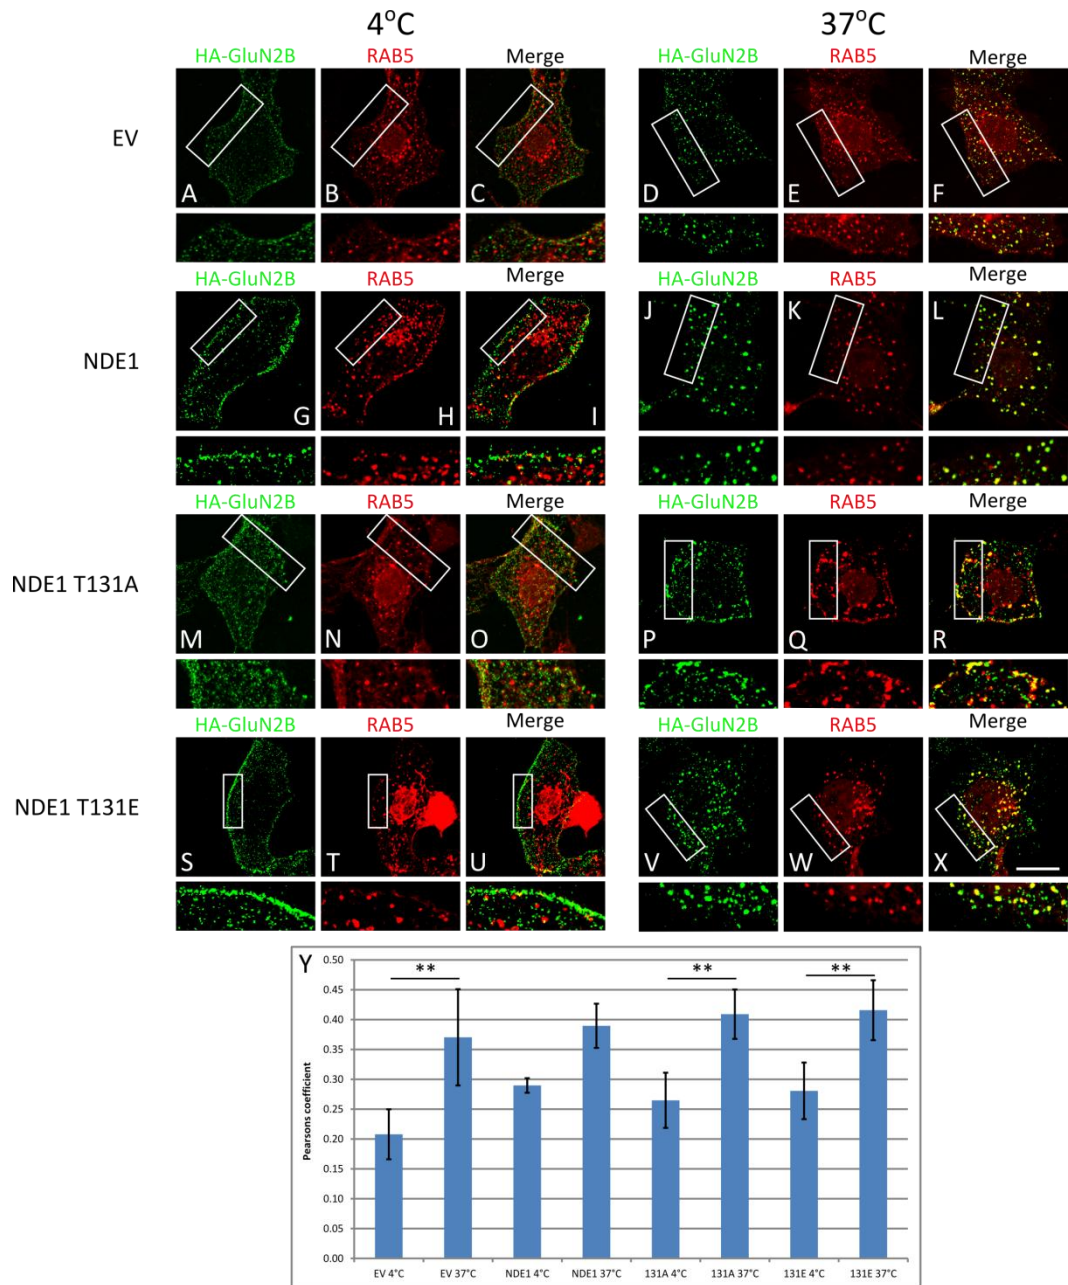 4°C 37°C
HA-GluN2B RAB5 Merge HA-GluN2B RAB5 Merge
EV
A B C D E F
HA-GluN2B RAB5 Merge HA-GluN2B RAB5 Merge
J K L
NDE1
G H I
HA-GluN2B RAB5 Merge HA-GluN2B RAB5 Merge
NDE1 T131A
M N O P Q R
HA-GluN2B RAB5 Merge HA-GluN2B RAB5 Merge
NDE1 T131E
S T U V W X
Y
** ** **
0.50
0.45
0.40
0.35
0.30
0.25
0.20
0.15
0.10
0.05
0.00
Pearsons coefficient
EV 4°C EV 37°C NDE1 4°C NDE1 37°C 131A 4°C 131A 37°C 131E 4°C 131E 37°C